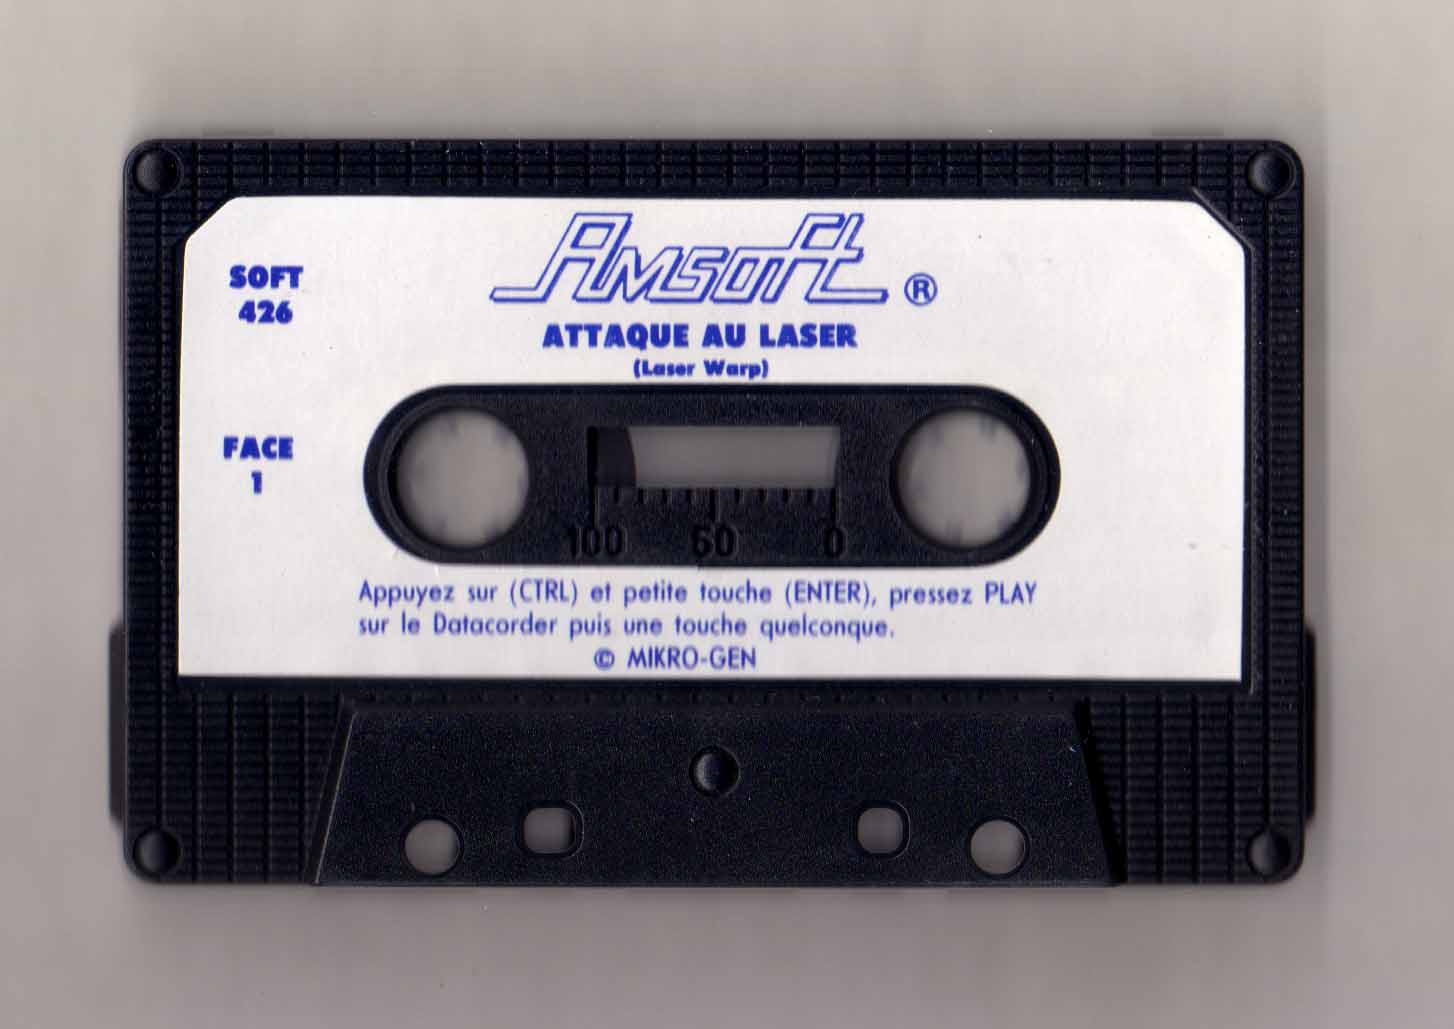 Amsoft ®
SOFT
426
ATTAQUE AU LASER
(Laser Warp)
FACE
1
100 50 0
Appuyez sur (CTRL) et petite touche (ENTER), pressez PLAY
sur le Datacorder puis une touche quelconque.
© MIKRO-GEN